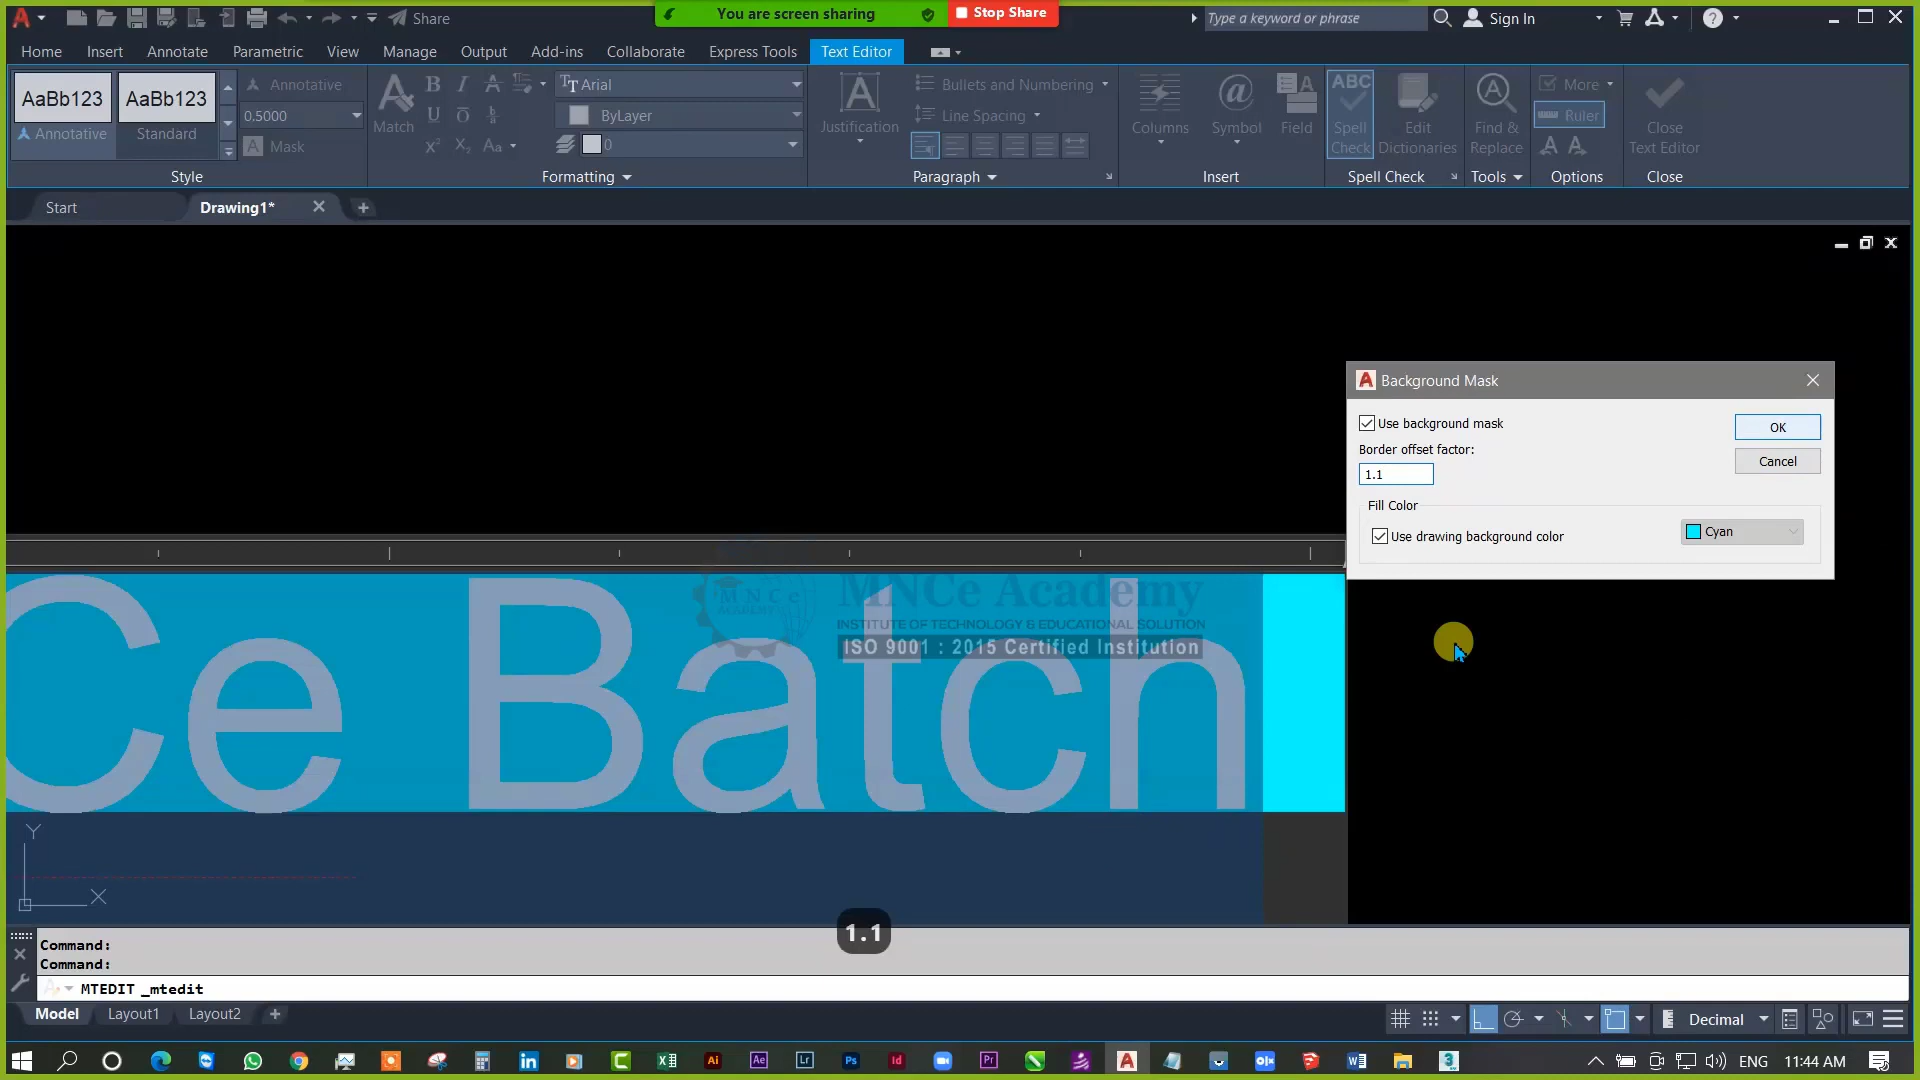 Share
You are screen sharing
Stop Share
Type a keyword or phrase
Sign In
Home Insert Annotate Parametric View Manage Output Add-ins Collaborate Express Tools Text Editor
AaBb123 AaBb123 Annotative
Annotative Standard 0.5000 Mask
Style
Match
Arial
ByLayer
0
Formatting
Justification
Bullets and Numbering
Line Spacing
Paragraph
Columns Symbol Field
Insert
ABC
Spell Check
Edit Dictionaries
Spell Check
Find & Replace
Tools
More
Ruler
Options
Close Text Editor
Close
Start Drawing1*
Background Mask
Use background mask
OK
Border offset factor:
1.1
Cancel
Fill Color
Use drawing background color
Cyan
MNCe Academy
INSTITUTE OF TECHNOLOGY & EDUCATIONAL SOLUTION
ISO 9001 : 2015 Certified Institution
Ce Batch
Y
X
1.1
Command:
Command:
MTEDIT _mtedit
Model Layout1 Layout2
Decimal
ENG 11:44 AM